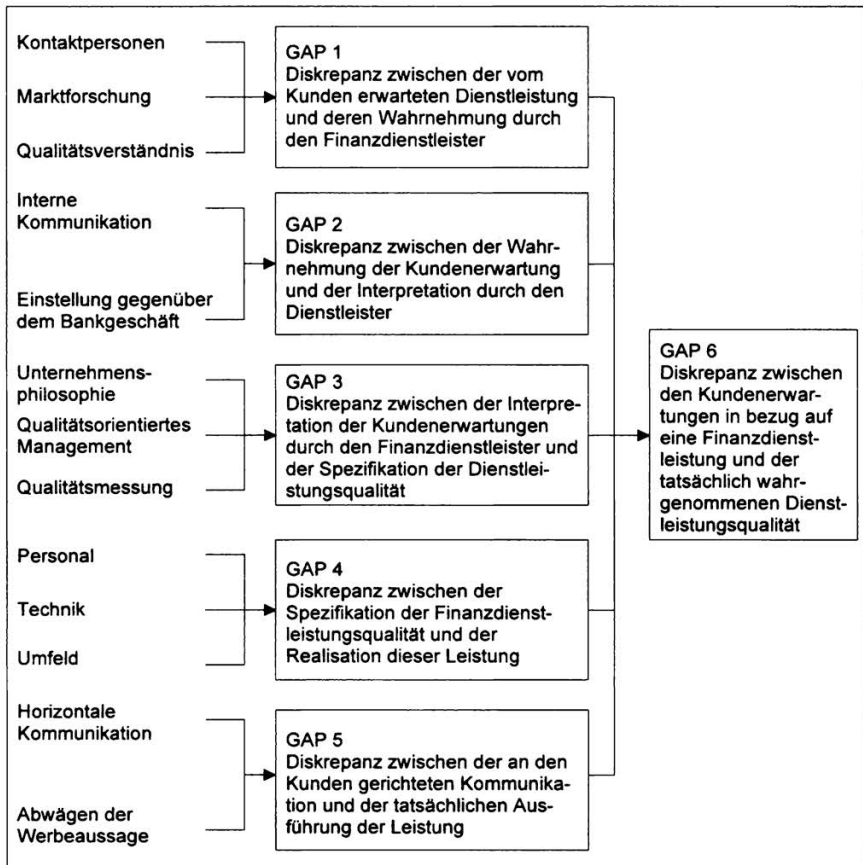 Kontaktpersonen
Marktforschung
Qualitätsverständnis
GAP 1
Diskrepanz zwischen der vom
Kunden erwarteten Dienstleistung
und deren Wahrnehmung durch
den Finanzdienstleister
Interne
Kommunikation
Einstellung gegenüber
dem Bankgeschäft
GAP 2
Diskrepanz zwischen der Wahr-
nehmung der Kundenerwartung
und der Interpretation durch den
Dienstleister
Unternehmens-
philosophie
Qualitätsorientiertes
Management
Qualitätsmessung
GAP 3
Diskrepanz zwischen der Interpre-
tation der Kundenerwartungen
durch den Finanzdienstleister und
der Spezifikation der Dienstlei-
stungsqualität
Personal
Technik
Umfeld
GAP 4
Diskrepanz zwischen der
Spezifikation der Finanzdienst-
leistungsqualität und der
Realisation dieser Leistung
Horizontale
Kommunikation
Abwägen der
Werbeaussage
GAP 5
Diskrepanz zwischen der an den
Kunden gerichteten Kommunika-
tion und der tatsächlichen Aus-
führung der Leistung
GAP 6
Diskrepanz zwischen
den Kundenerwar-
tungen in bezug auf
eine Finanzdienst-
leistung und der
tatsächlich wahr-
genommenen Dienst-
leistungsqualität